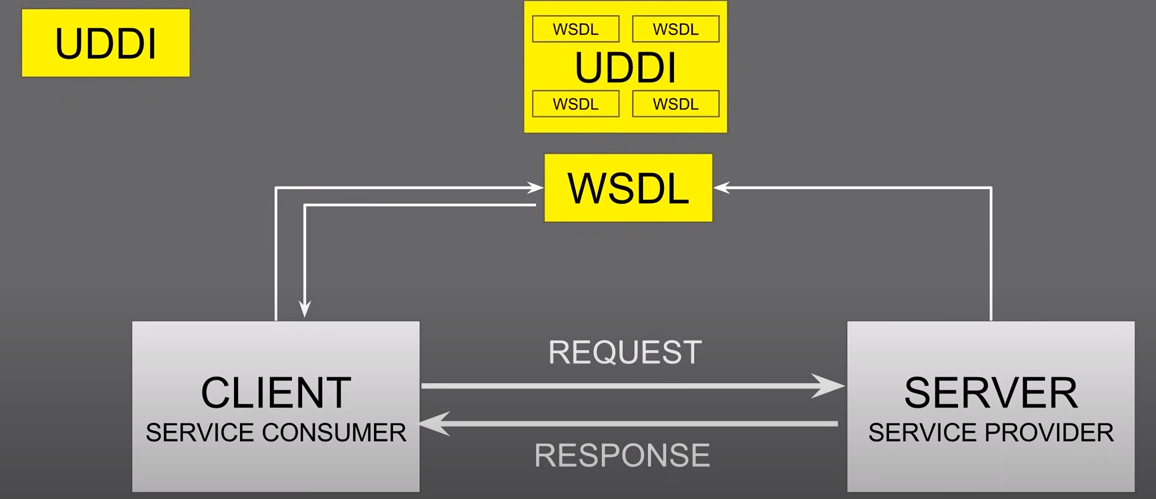 UDDI
WSDL WSDL
UDDI
WSDL WSDL
WSDL
REQUEST
CLIENT
SERVICE CONSUMER
SERVER
SERVICE PROVIDER
RESPONSE